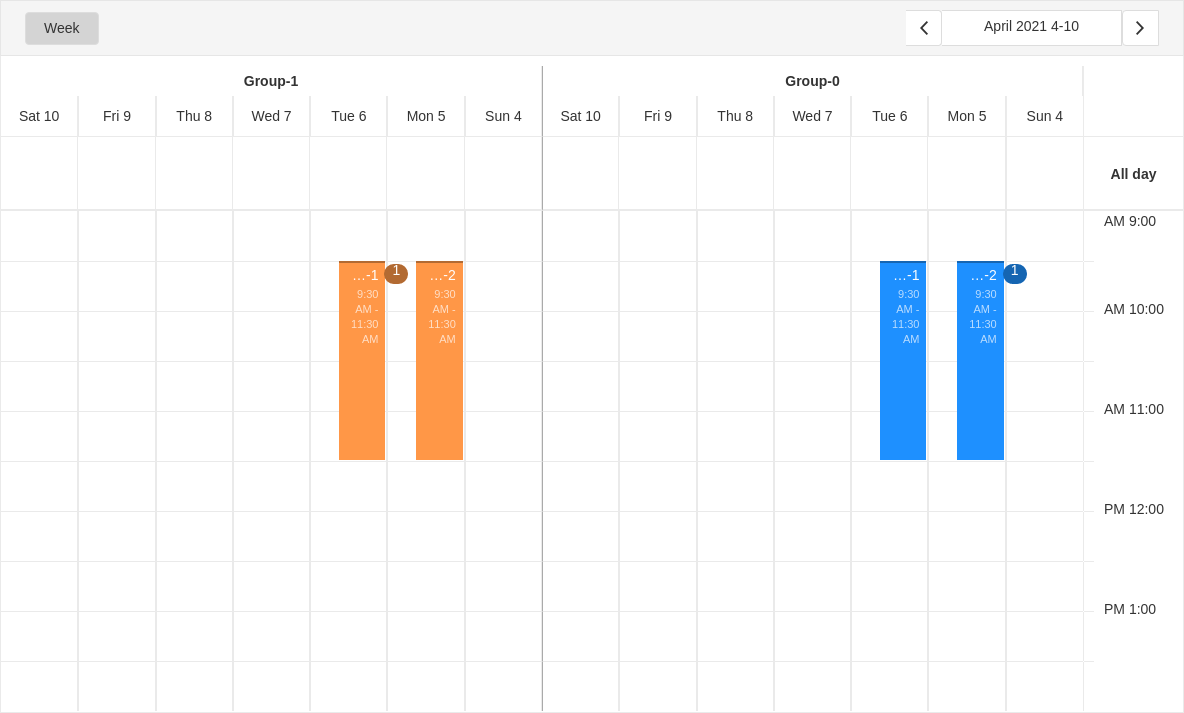 Week
April 2021 4-10
Group-1 Group-0
Sat 10 Fri 9 Thu 8 Wed 7 Tue 6 Mon 5 Sun 4 Sat 10 Fri 9 Thu 8 Wed 7 Tue 6 Mon 5 Sun 4
All day
AM 9:00
...-1
9:30
AM -
11:30
AM
1
...-2
9:30
AM -
11:30
AM
...-1
9:30
AM -
11:30
AM
...-2
9:30
AM -
11:30
AM
1
AM 10:00
AM 11:00
PM 12:00
PM 1:00